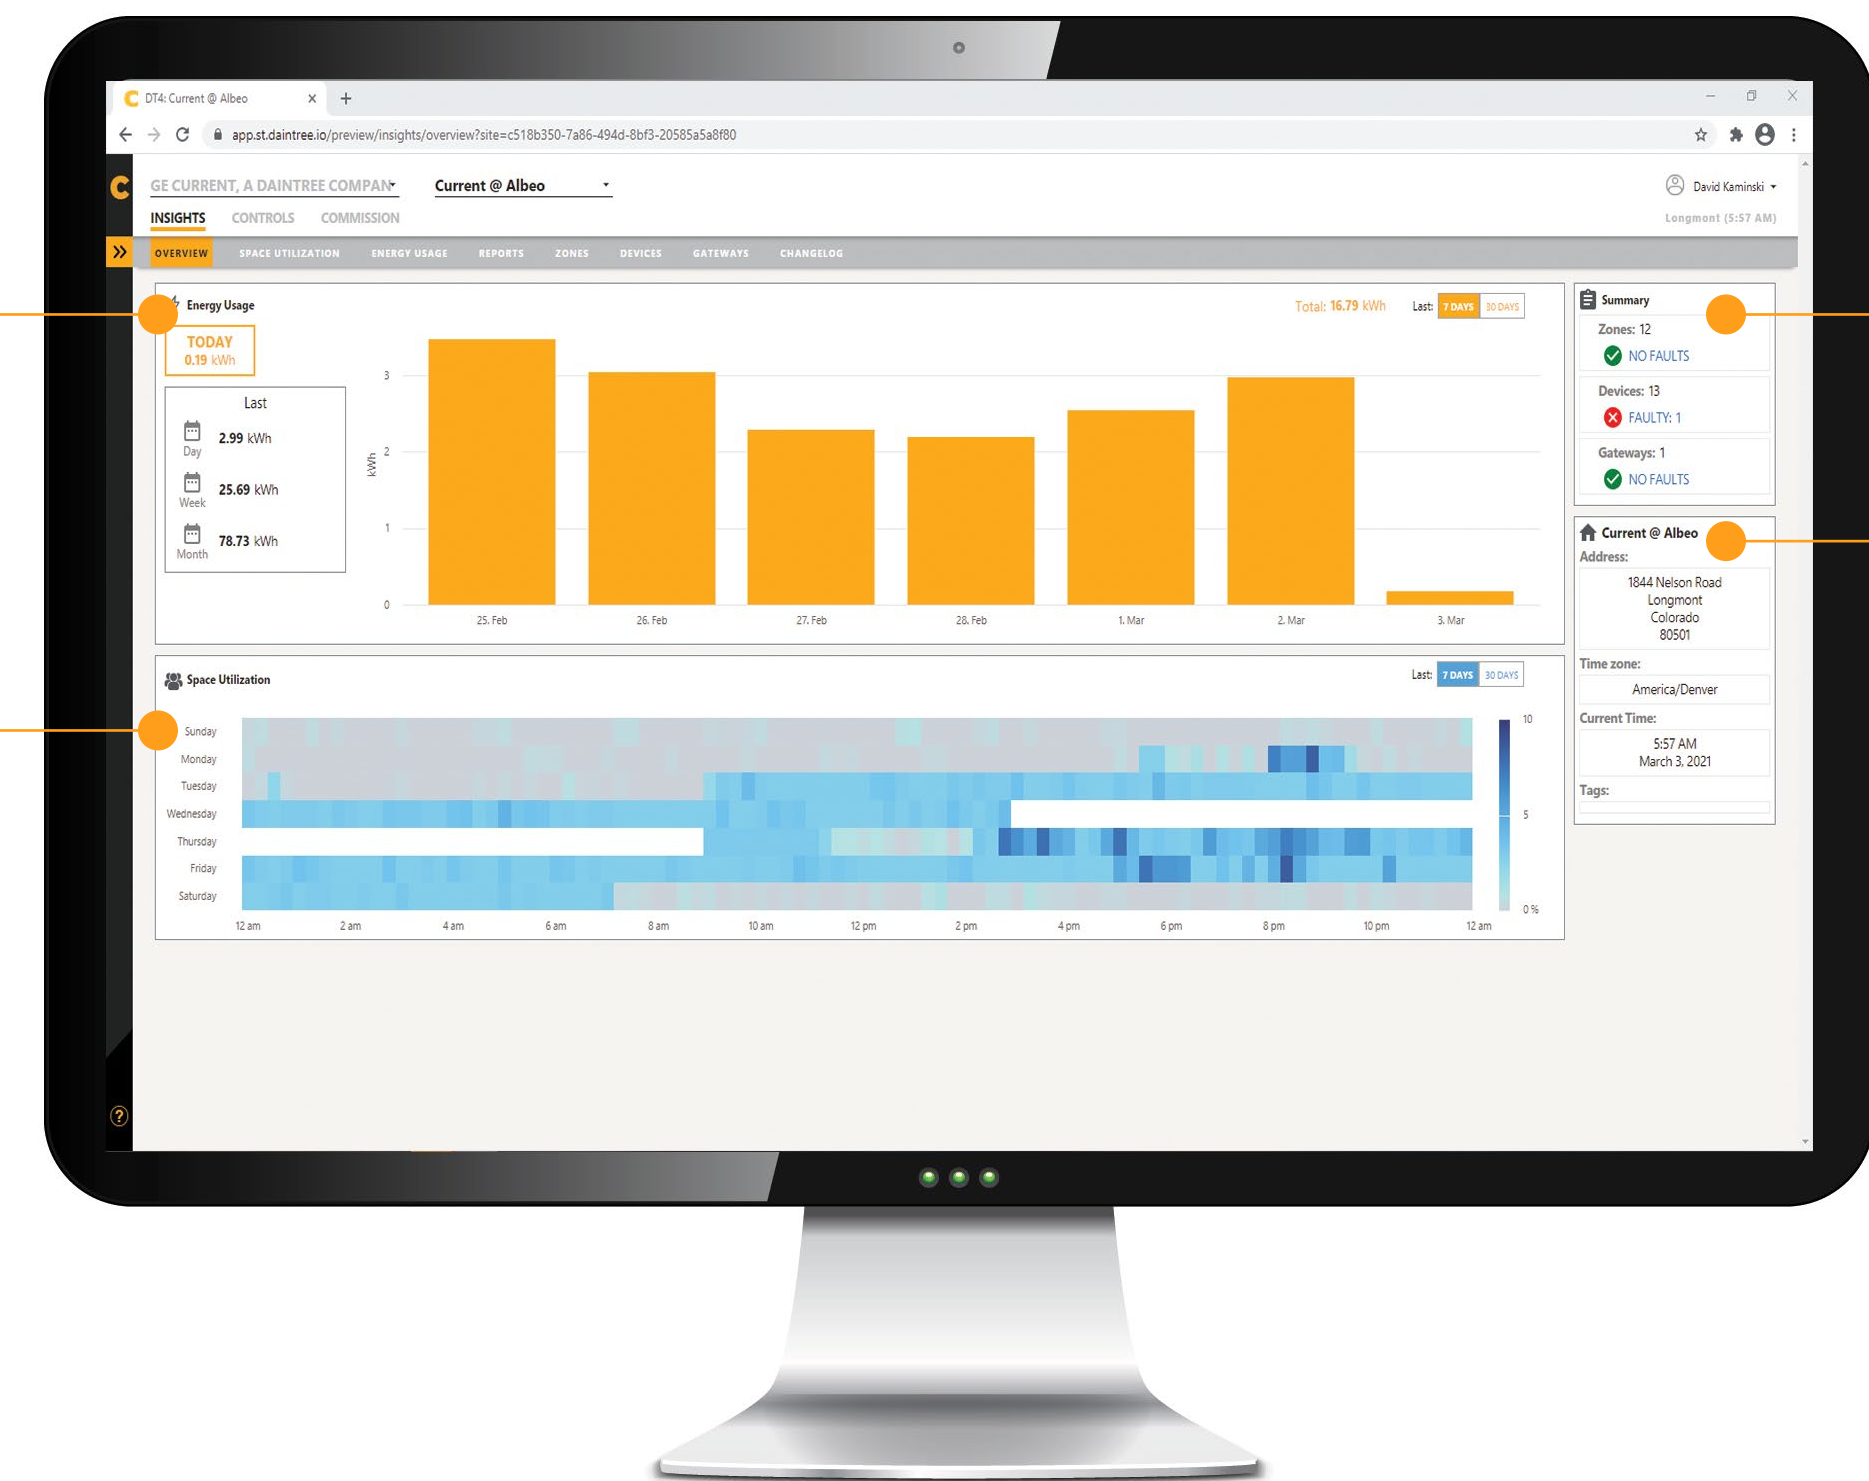 DT4: Current @ Albeo
app.st.daintree.io/preview/insights/overview?site=c518b350-7a86-494d-8bf3-20585a5a8f80
GE CURRENT, A DAINTREE COMPAN
Current @ Albeo
David Kaminski
INSIGHTS CONTROLS COMMISSION
Longmont (5:57 AM)
OVERVIEW SPACE UTILIZATION ENERGY USAGE REPORTS ZONES DEVICES GATEWAYS CHANGELOG
Energy Usage
Total: 16.79 kWh
Last: 7 DAYS 30 DAYS
TODAY
0.19 kWh
Last
Day 2.99 kWh
Week 25.69 kWh
Month 78.73 kWh
kWh
3
2
1
0
25. Feb 26. Feb 27. Feb 28. Feb 1. Mar 2. Mar 3. Mar
Space Utilization
Last: 7 DAYS 30 DAYS
Sunday
Monday
Tuesday
Wednesday
Thursday
Friday
Saturday
12 am 2 am 4 am 6 am 8 am 10 am 12 pm 2 pm 4 pm 6 pm 8 pm 10 pm 12 am
10
5
0 %
Summary
Zones: 12
NO FAULTS
Devices: 13
FAULTY: 1
Gateways: 1
NO FAULTS
Current @ Albeo
Address:
1844 Nelson Road
Longmont
Colorado
80501
Time zone:
America/Denver
Current Time:
5:57 AM
March 3, 2021
Tags: